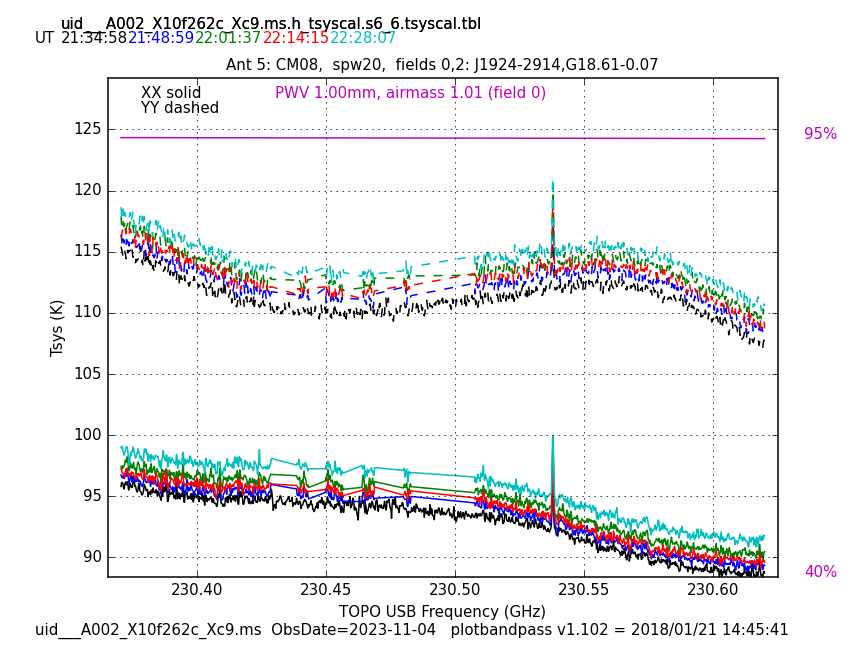 uid___A002_X10f262c_Xc9.ms.h_tsyscal.s6_6.tsyscal.tbl
UT 21:34:58 21:48:59 22:01:37 22:14:15 22:28:07
Ant 5: CM08,  spw20,  fields 0,2: J1924-2914,G18.61-0.07
XX solid
PWV 1.00mm, airmass 1.01 (field 0)
YY dashed
125
95%
120
115
110
Tsys (K)
105
100
95
90
40%
230.40 230.45 230.50 230.55 230.60
TOPO USB Frequency (GHz)
uid___A002_X10f262c_Xc9.ms  ObsDate=2023-11-04   plotbandpass v1.102 = 2018/01/21 14:45:41